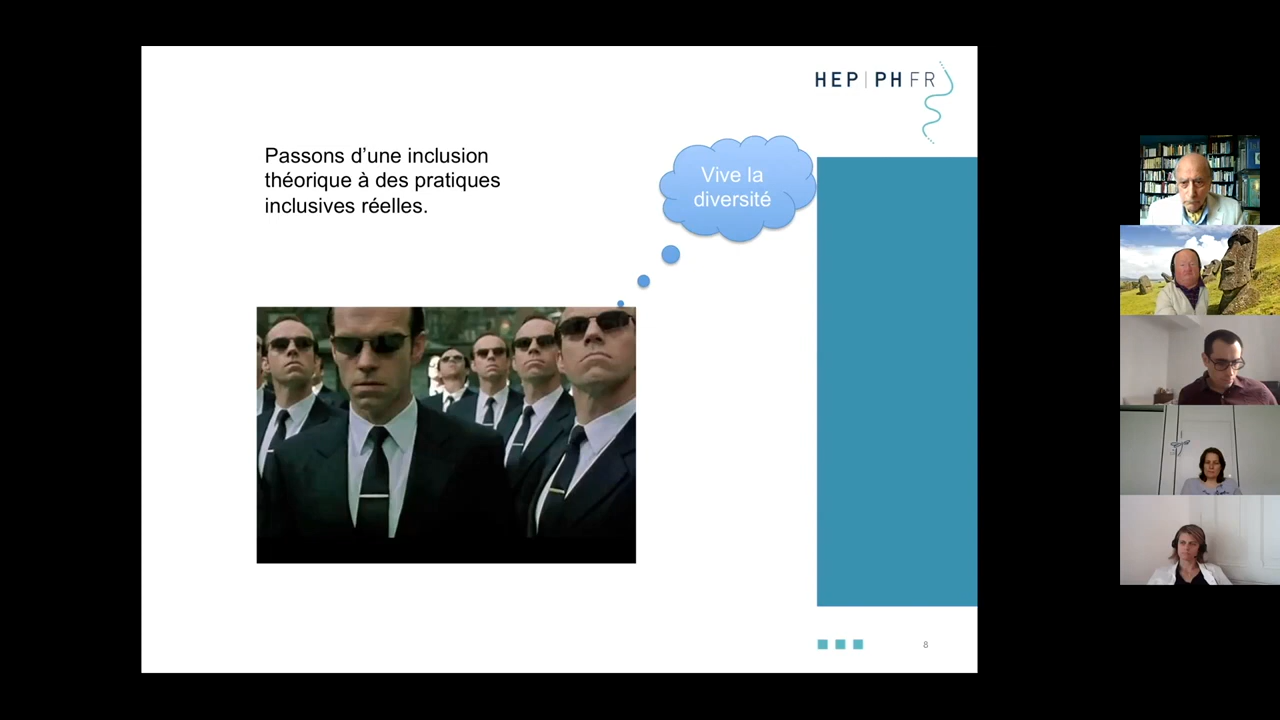 HEP | PH FR
Passons d’une inclusion
théorique à des pratiques
inclusives réelles.
Vive la
diversité
8